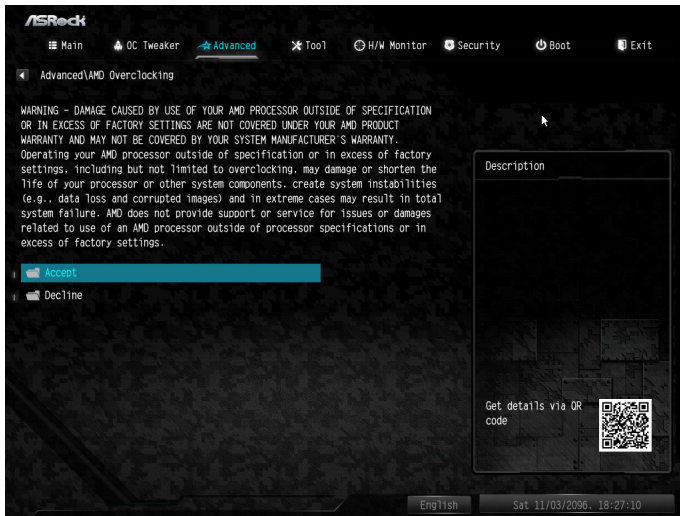 ASRock
Main OC Tweaker Advanced Tool H/W Monitor Security Boot Exit
Advanced\AMD Overclocking
WARNING - DAMAGE CAUSED BY USE OF YOUR AMD PROCESSOR OUTSIDE OF SPECIFICATION
OR IN EXCESS OF FACTORY SETTINGS ARE NOT COVERED UNDER YOUR AMD PRODUCT
WARRANTY AND MAY NOT BE COVERED BY YOUR SYSTEM MANUFACTURER'S WARRANTY.
Operating your AMD processor outside of specification or in excess of factory
settings, including but not limited to overclocking, may damage or shorten the
life of your processor or other system components, create system instabilities
(e.g., data loss and corrupted images) and in extreme cases may result in total
system failure. AMD does not provide support or service for issues or damages
related to use of an AMD processor outside of processor specifications or in
excess of factory settings.
Accept
Decline
Description
Get details via QR
code
English
Sat 11/03/2096. 18:27:10